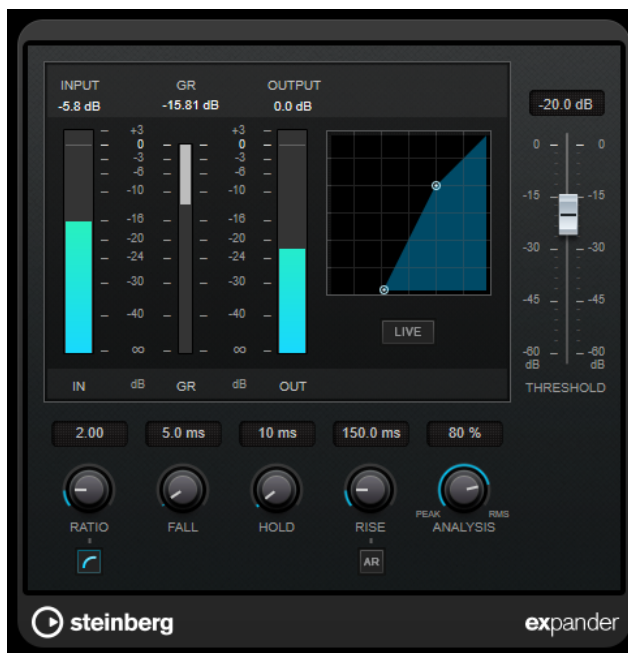 INPUT GR OUTPUT
-5.8 dB -15.81 dB 0.0 dB
-20.0 dB
+3 +3
0 0
-3 -3
-6 -6
-10 -10
-16 -16
-20 -20
-24 -24
-30 -30
-40 -40
∞ ∞
IN dB GR dB OUT
LIVE
0 0
-15 -15
-30 -30
-45 -45
-60 -60
dB dB
THRESHOLD
2.00 5.0 ms 10 ms 150.0 ms 80 %
PEAK RMS
RATIO FALL HOLD RISE ANALYSIS
AR
steinberg expander